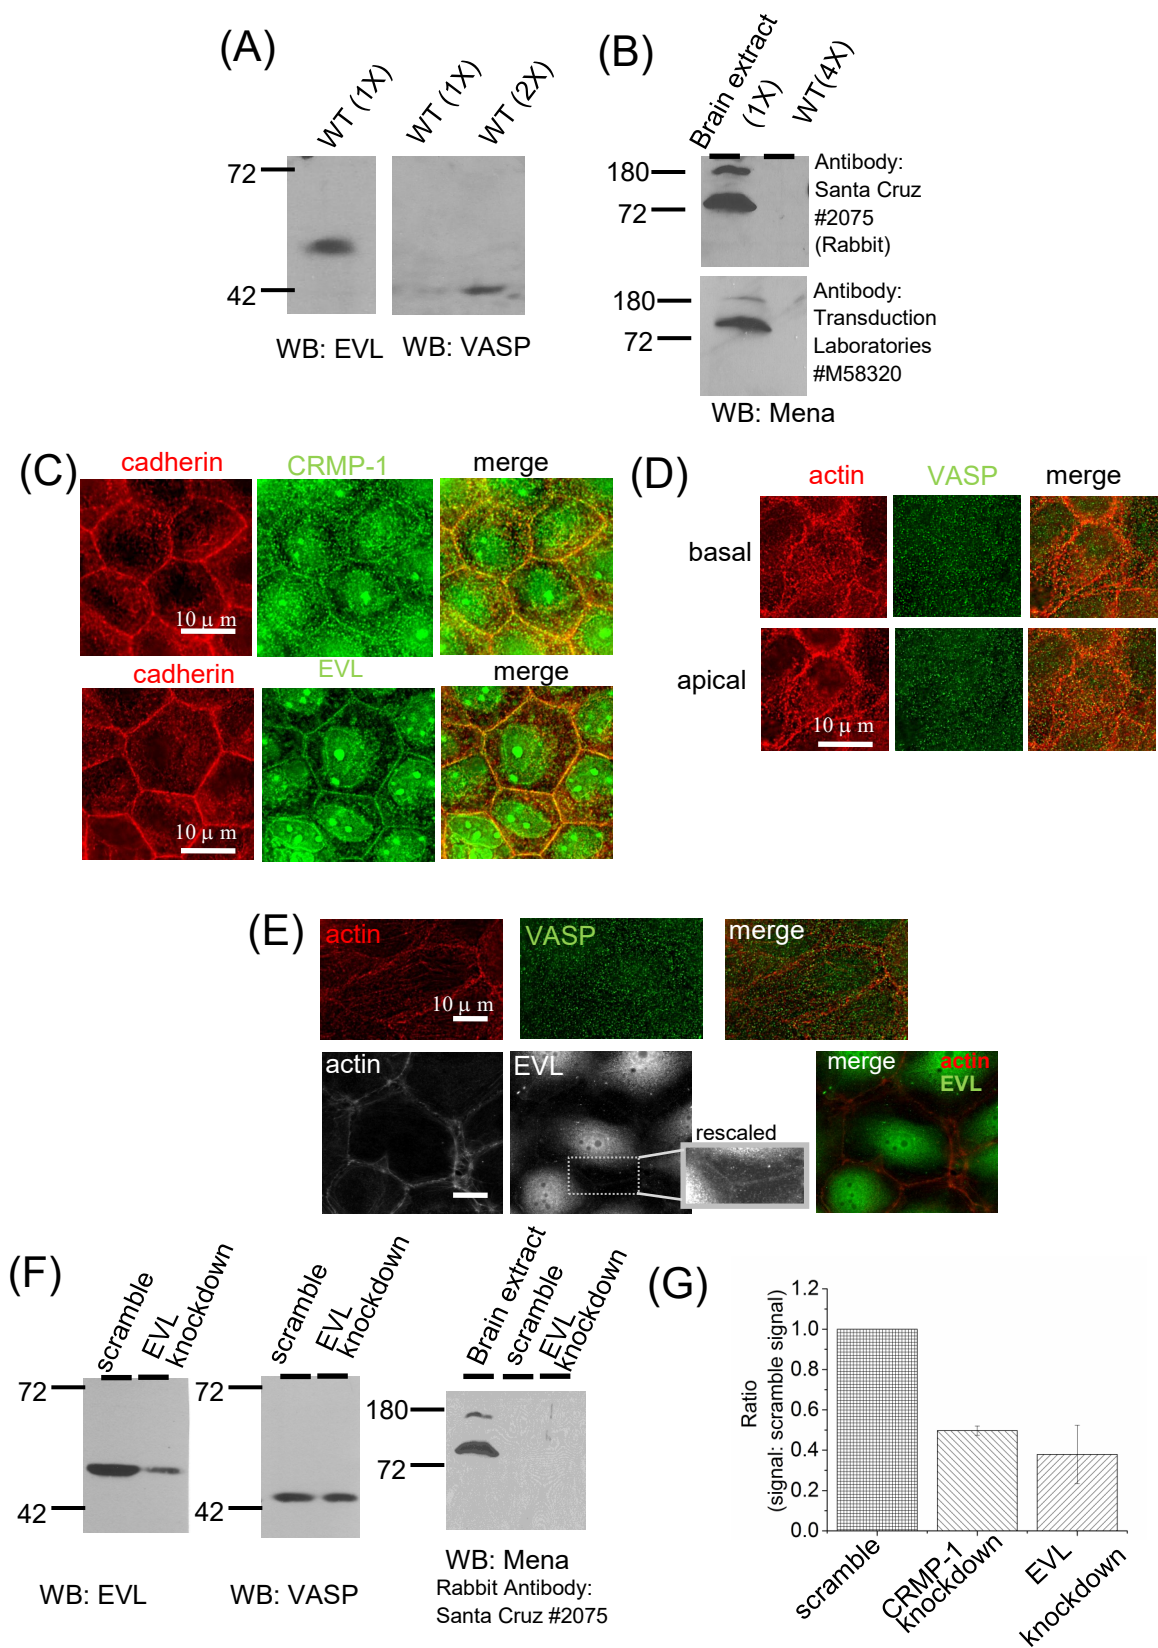 (A)
WT (1X)
WT (1X)
WT (2X)
72
42
WB: EVL
WB: VASP
(B)
Brain extract
(1X)
WT(4X)
180
72
Antibody:
Santa Cruz
#2075
(Rabbit)
180
72
Antibody:
Transduction
Laboratories
#M58320
WB: Mena
(C)
cadherin
CRMP-1
merge
10 μ m
cadherin
EVL
merge
10 μ m
(D)
actin
VASP
merge
basal
apical
10 μ m
(E)
actin
VASP
merge
10 μ m
actin
EVL
rescaled
merge
actin
EVL
(F)
scramble
EVL
knockdown
72
42
WB: EVL
scramble
EVL
knockdown
72
42
WB: VASP
Brain extract
scramble
EVL
knockdown
180
72
WB: Mena
Rabbit Antibody:
Santa Cruz #2075
(G)
Ratio
(signal: scramble signal)
1.2
1.0
0.8
0.6
0.4
0.2
0.0
scramble
CRMP-1
knockdown
EVL
knockdown